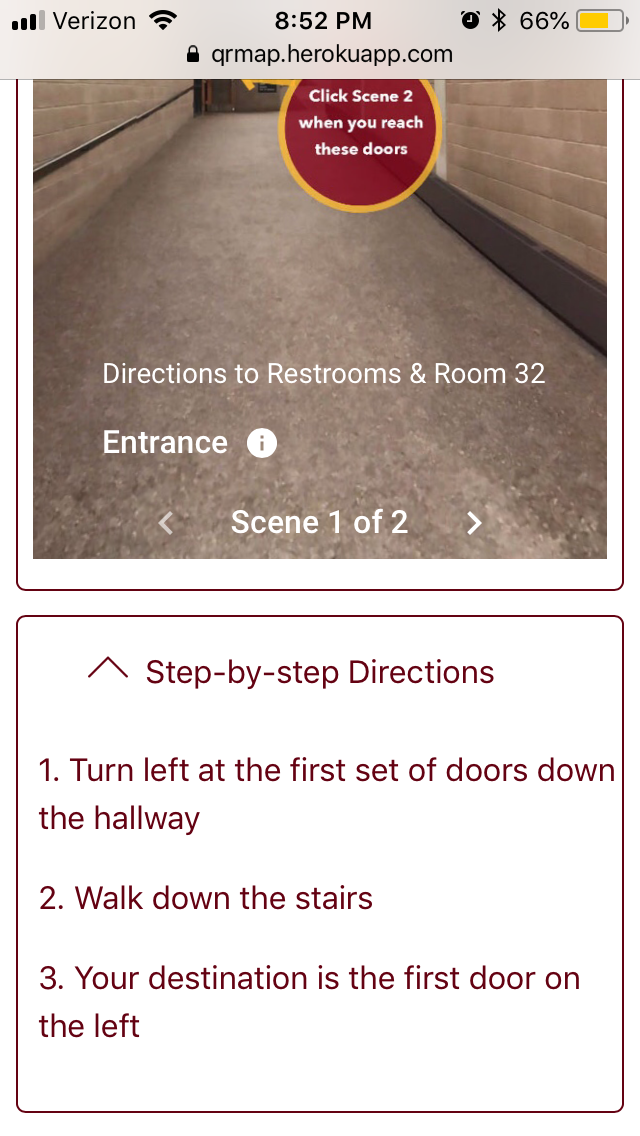 Verizon 8:52 PM 66%
qrmap.herokuapp.com
Click Scene 2
when you reach
these doors
Directions to Restrooms & Room 32
Entrance i
Scene 1 of 2
Step-by-step Directions
1. Turn left at the first set of doors down
the hallway
2. Walk down the stairs
3. Your destination is the first door on
the left